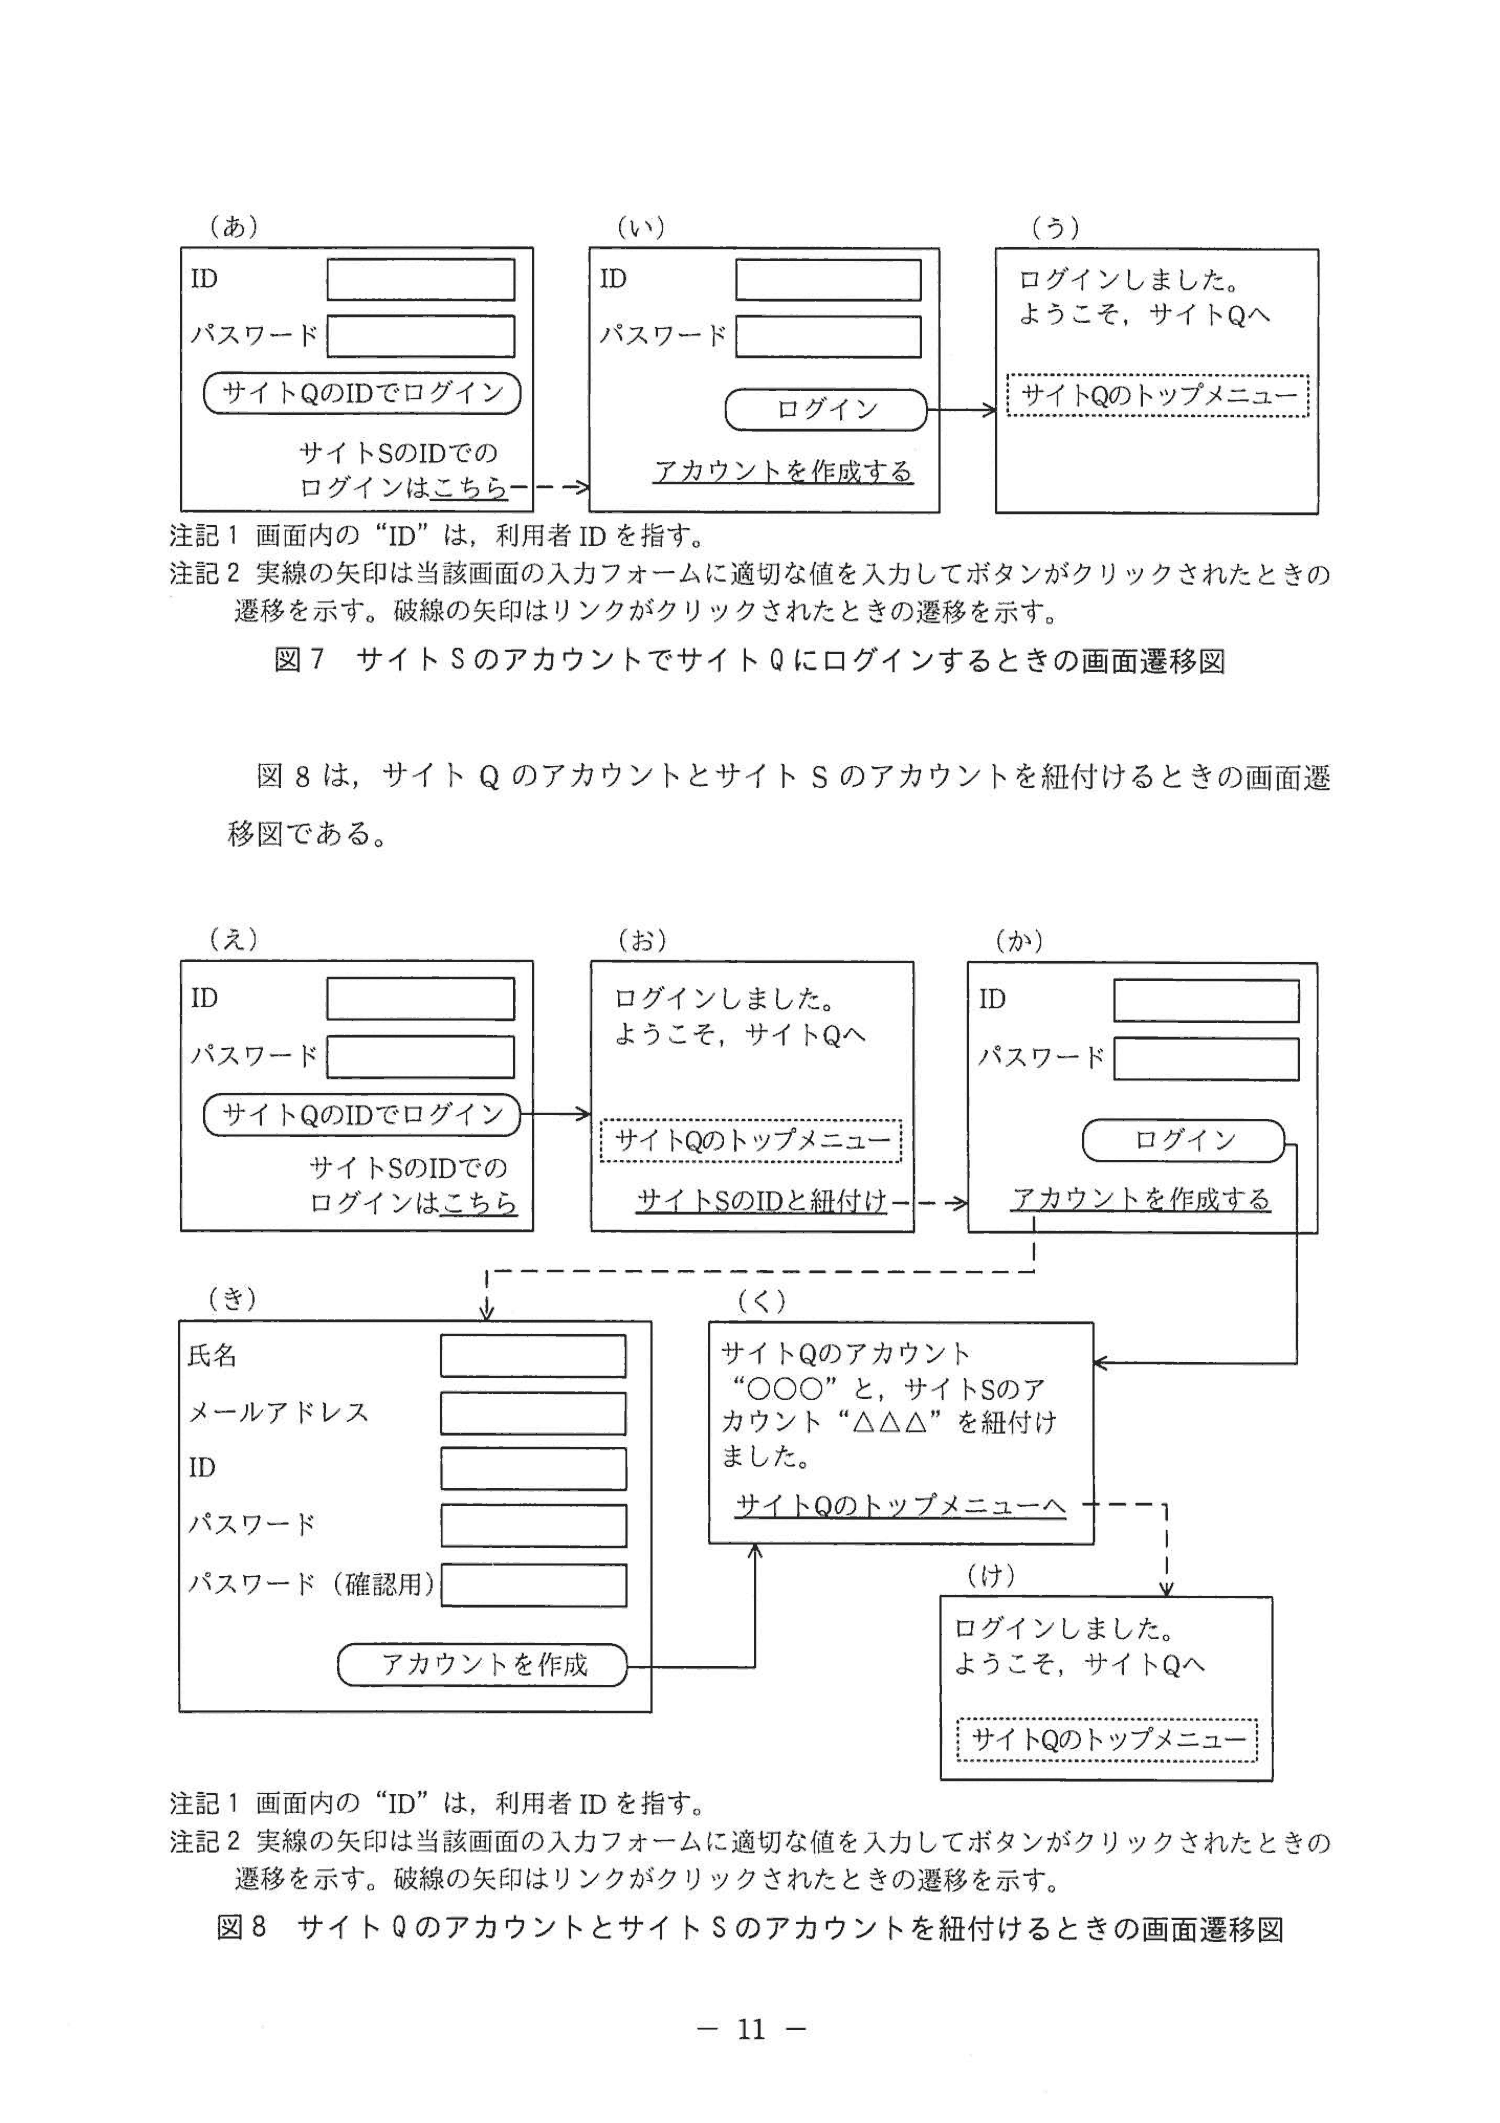 （あ）
ID
パスワード
サイトQのIDでログイン
サイトSのIDでの
ログインはこちら
（い）
ID
パスワード
ログイン
アカウントを作成する
（う）
ログインしました。
ようこそ，サイトQへ
サイトQのトップメニュー
注記1 画面内の“ID”は，利用者 ID を指す。
注記2 実線の矢印は当該画面の入力フォームに適切な値を入力してボタンがクリックされたときの
遷移を示す。破線の矢印はリンクがクリックされたときの遷移を示す。
図7 サイト S のアカウントでサイト Q にログインするときの画面遷移図
図 8 は，サイト Q のアカウントとサイト S のアカウントを紐付けるときの画面遷
移図である。
（え）
ID
パスワード
サイトQのIDでログイン
サイトSのIDでの
ログインはこちら
（お）
ログインしました。
ようこそ，サイトQへ
サイトQのトップメニュー
サイトSのIDと紐付け
（か）
ID
パスワード
ログイン
アカウントを作成する
（き）
氏名
メールアドレス
ID
パスワード
パスワード（確認用）
アカウントを作成
（く）
サイトQのアカウント
“〇〇〇”と，サイトSのア
カウント“△△△”を紐付け
ました。
サイトQのトップメニューへ
（け）
ログインしました。
ようこそ，サイトQへ
サイトQのトップメニュー
注記1 画面内の“ID”は，利用者 ID を指す。
注記2 実線の矢印は当該画面の入力フォームに適切な値を入力してボタンがクリックされたときの
遷移を示す。破線の矢印はリンクがクリックされたときの遷移を示す。
図8 サイト Q のアカウントとサイト S のアカウントを紐付けるときの画面遷移図
－ 11 －